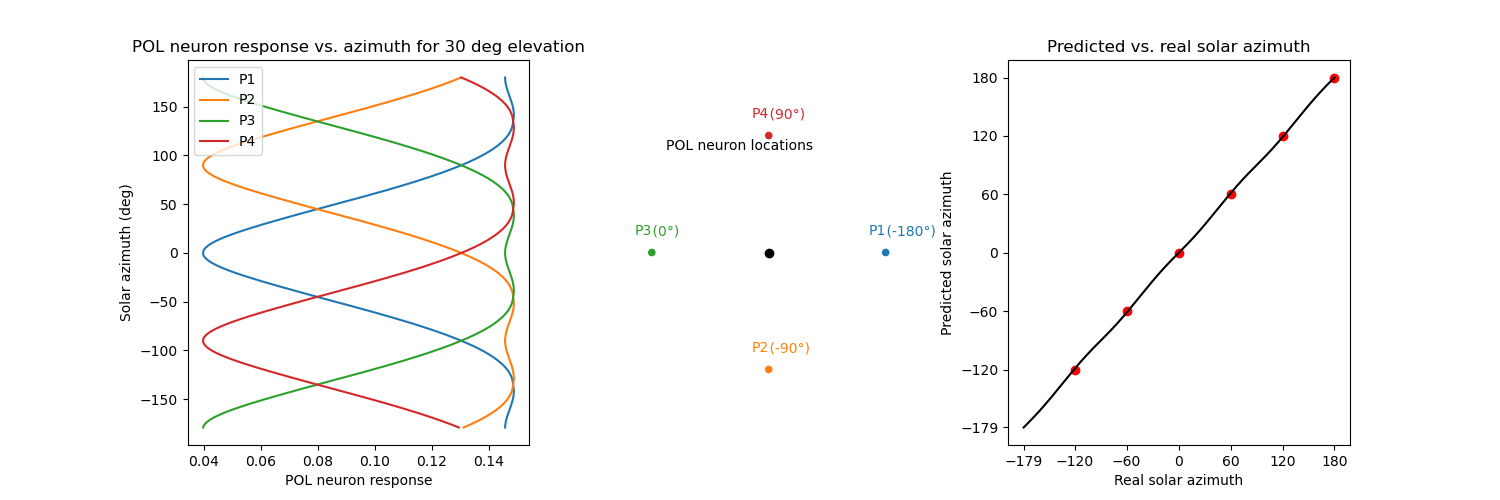 POL neuron response vs. azimuth for 30 deg elevation
P1
P2
P3
P4
150
100
50
0
−50
−100
−150
Solar azimuth (deg)
0.04 0.06 0.08 0.10 0.12 0.14
POL neuron response
P4(90°)
POL neuron locations
P3(0°)
P1(-180°)
P2(-90°)
Predicted vs. real solar azimuth
180
120
60
0
−60
−120
−179
Predicted solar azimuth
−179 −120 −60 0 60 120 180
Real solar azimuth